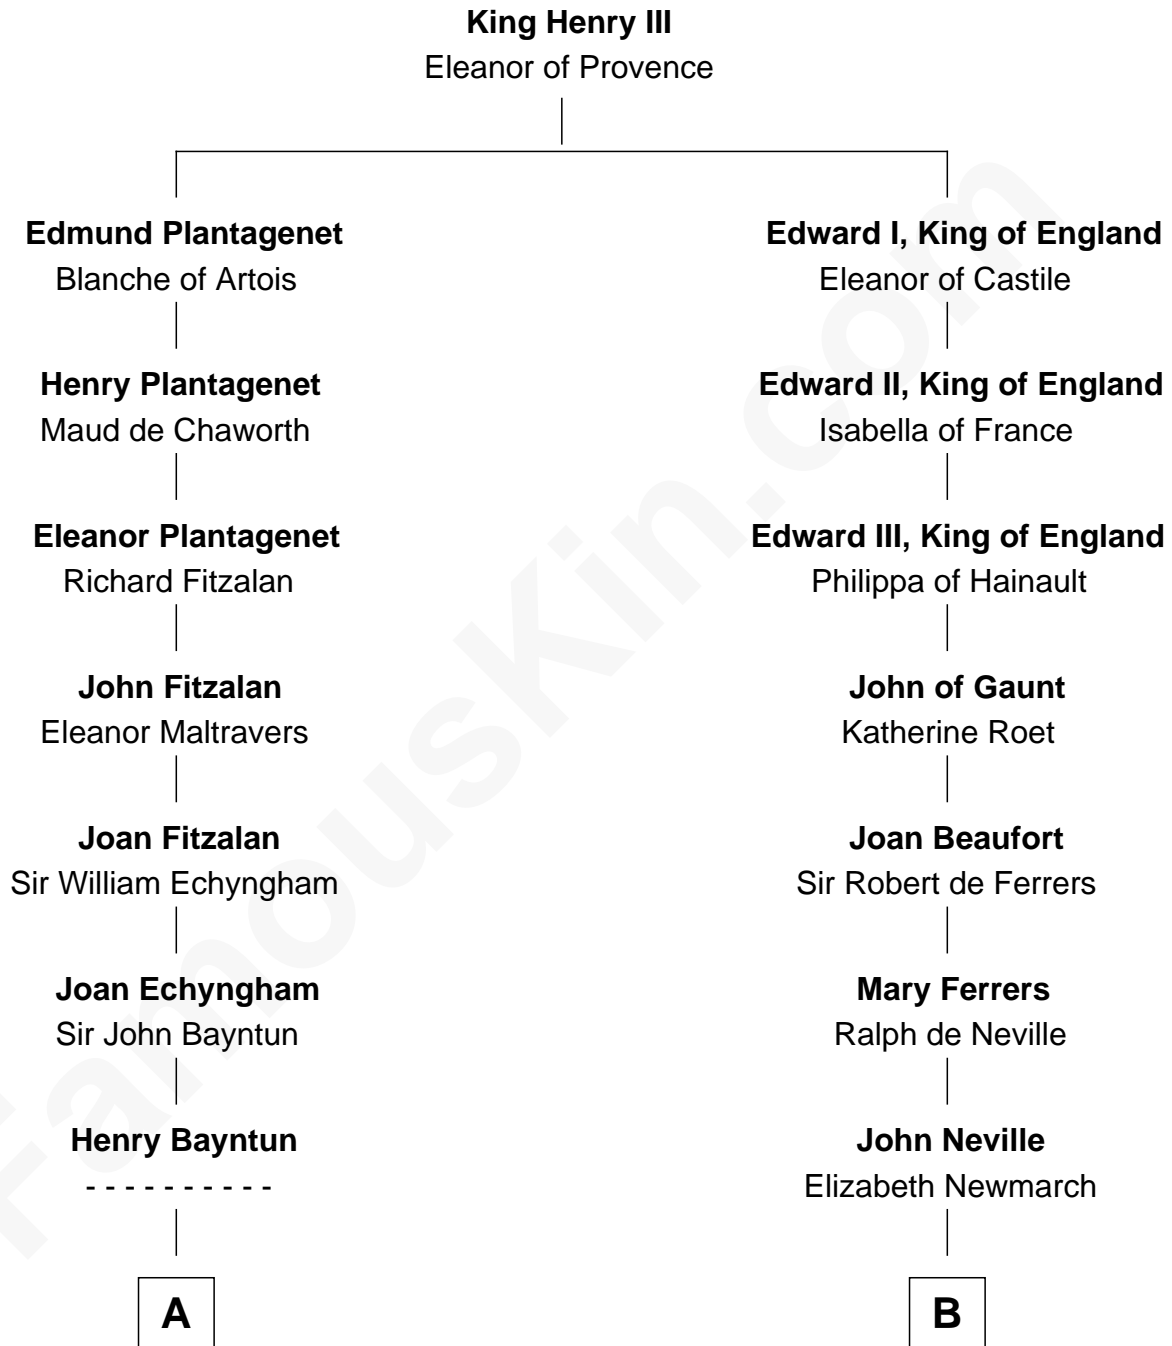 King Henry III
Eleanor of Provence
Edmund Plantagenet
Blanche of Artois
Edward I, King of England
Eleanor of Castile
Henry Plantagenet
Maud de Chaworth
Edward II, King of England
Isabella of France
Eleanor Plantagenet
Richard Fitzalan
Edward III, King of England
Philippa of Hainault
John Fitzalan
Eleanor Maltravers
John of Gaunt
Katherine Roet
Joan Fitzalan
Sir William Echyngham
Joan Beaufort
Sir Robert de Ferrers
Joan Echyngham
Sir John Bayntun
Mary Ferrers
Ralph de Neville
Henry Bayntun
- - - - - - - - - -
John Neville
Elizabeth Newmarch
A
B
FamousKin.com